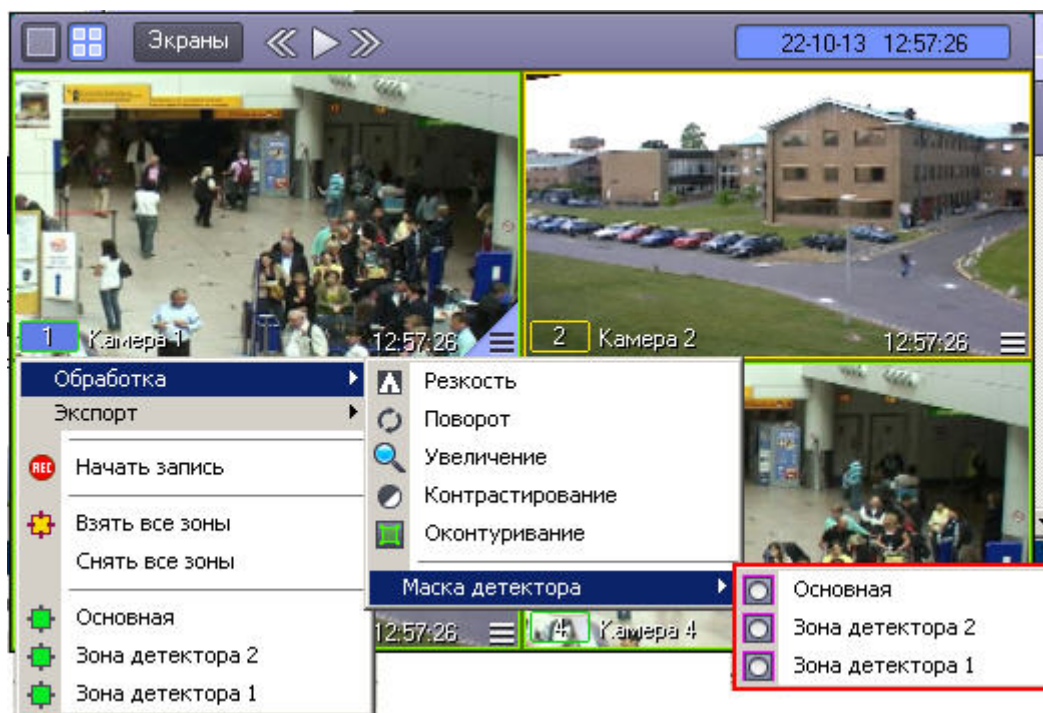 Экраны
22-10-13 12:57:26
1 Камера 1 12:57:26
2 Камера 2 12:57:26
Обработка
Экспорт
REC Начать запись
Взять все зоны
Снять все зоны
Основная
Зона детектора 2
Зона детектора 1
Резкость
Поворот
Увеличение
Контрастирование
Оконтуривание
Маска детектора
Основная
Зона детектора 2
Зона детектора 1
12:57:26
4 Камера 4